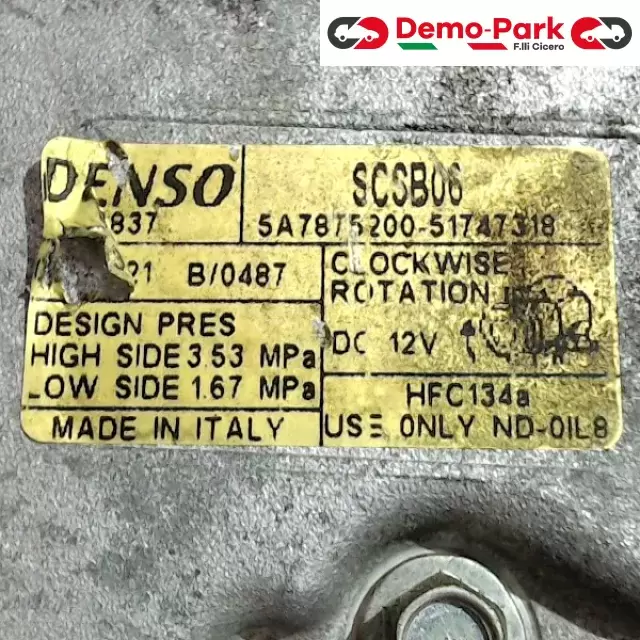 Demo-Park
F.lli Cicero
DENSO SCSB06
837 5A7875200-51747318
21 B/0487 CLOCKWISE
ROTATION
DESIGN PRES
HIGH SIDE 3.53 MPa DC 12V
LOW SIDE 1.67 MPa HFC134a
MADE IN ITALY USE ONLY ND-OIL8